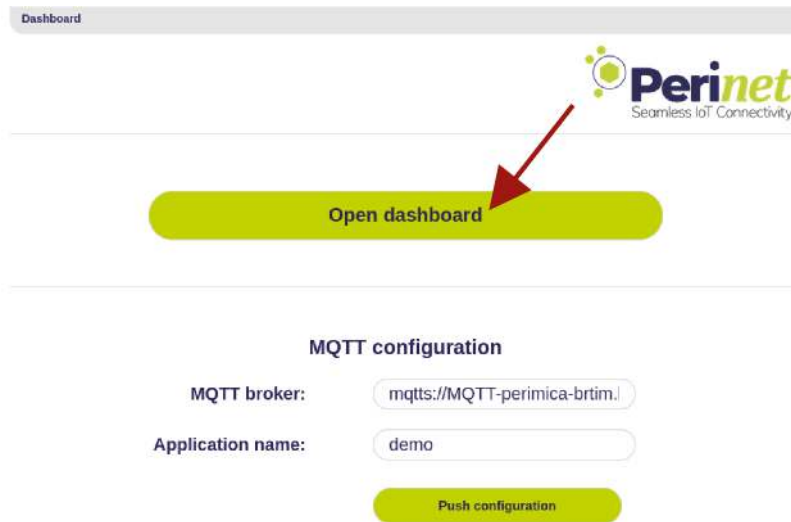 Dashboard
Perinet
Seamless IoT Connectivity
Open dashboard
MQTT configuration
MQTT broker: mqtts://MQTT-perimica-brtim.l
Application name: demo
Push configuration